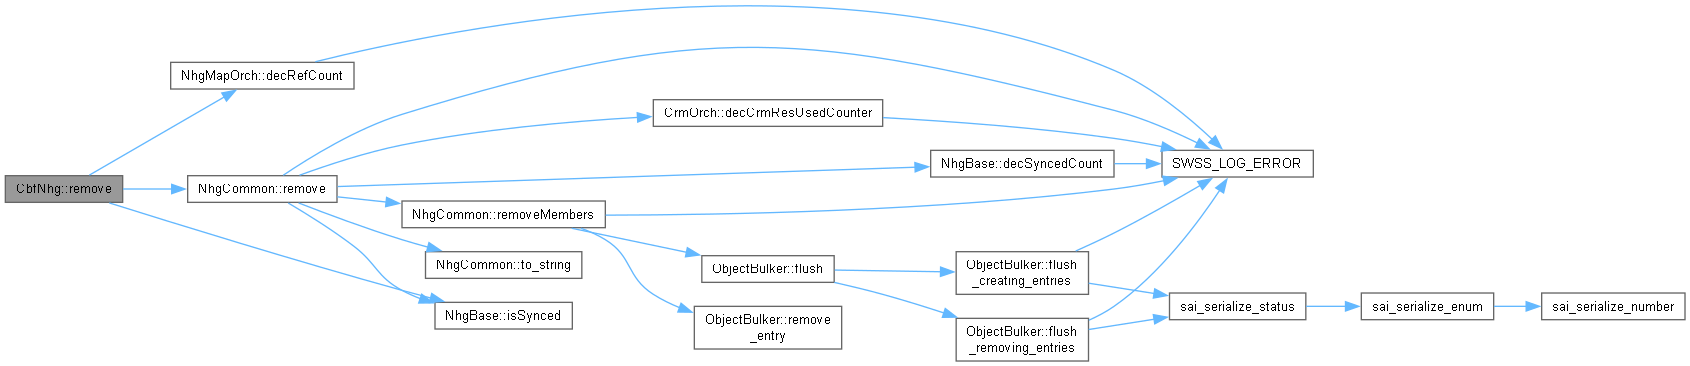 NhgMapOrch::decRefCount
CrmOrch::decCrmResUsedCounter
NhgBase::decSyncedCount
SWSS_LOG_ERROR
CbtNhg::remove
NhgCommon::remove
NhgCommon::removeMembers
NhgCommon::to_string
ObjectBulker::flush
ObjectBulker::flush
_creating_entries
NhgBase::isSynced
ObjectBulker::remove
_entry
ObjectBulker::flush
_removing_entries
sai_serialize_status
sai_serialize_enum
sai_serialize_number